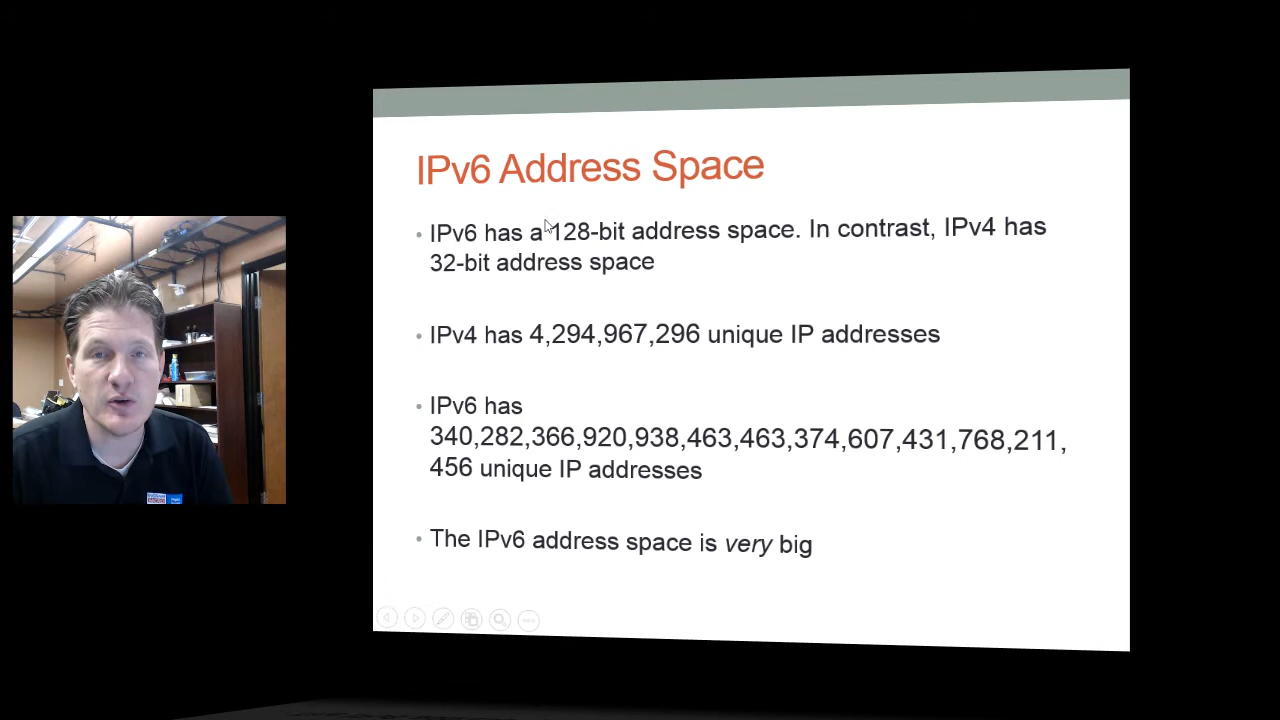 IPv6 Address Space
IPv6 has a 128-bit address space. In contrast, IPv4 has
32-bit address space
IPv4 has 4,294,967,296 unique IP addresses
IPv6 has
340,282,366,920,938,463,463,374,607,431,768,211,
456 unique IP addresses
The IPv6 address space is very big